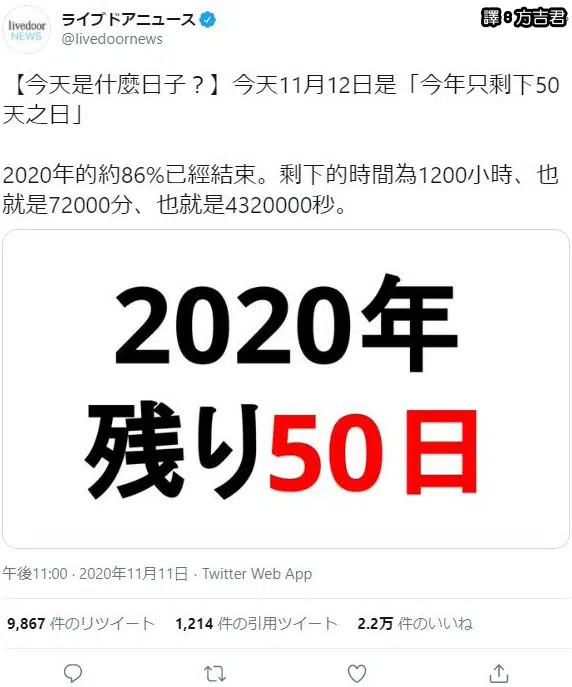 livedoor
NEWS
ライブドアニュース
@livedoornews
譯8方吉君
【今天是什麼日子？】今天11月12日是「今年只剩下50
天之日」
2020年的約86%已經結束。剩下的時間為1200小時、也
就是72000分、也就是4320000秒。
2020年
残り50日
午後11:00 · 2020年11月11日 · Twitter Web App
9,867 件のリツイート 1,214 件の引用ツイート 2.2万 件のいいね